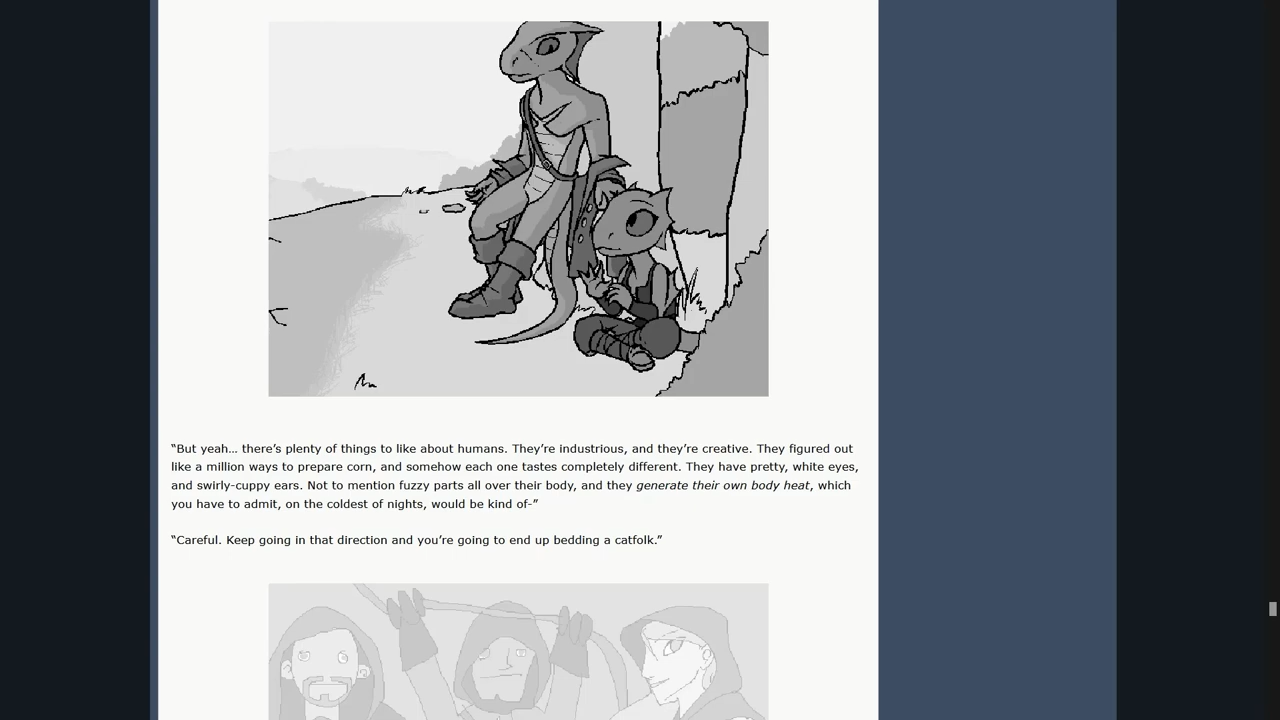 “But yeah... there’s plenty of things to like about humans. They’re industrious, and they’re creative. They figured out
like a million ways to prepare corn, and somehow each one tastes completely different. They have pretty, white eyes,
and swirly-cuppy ears. Not to mention fuzzy parts all over their body, and they generate their own body heat, which
you have to admit, on the coldest of nights, would be kind of-”
“Careful. Keep going in that direction and you’re going to end up bedding a catfolk.”